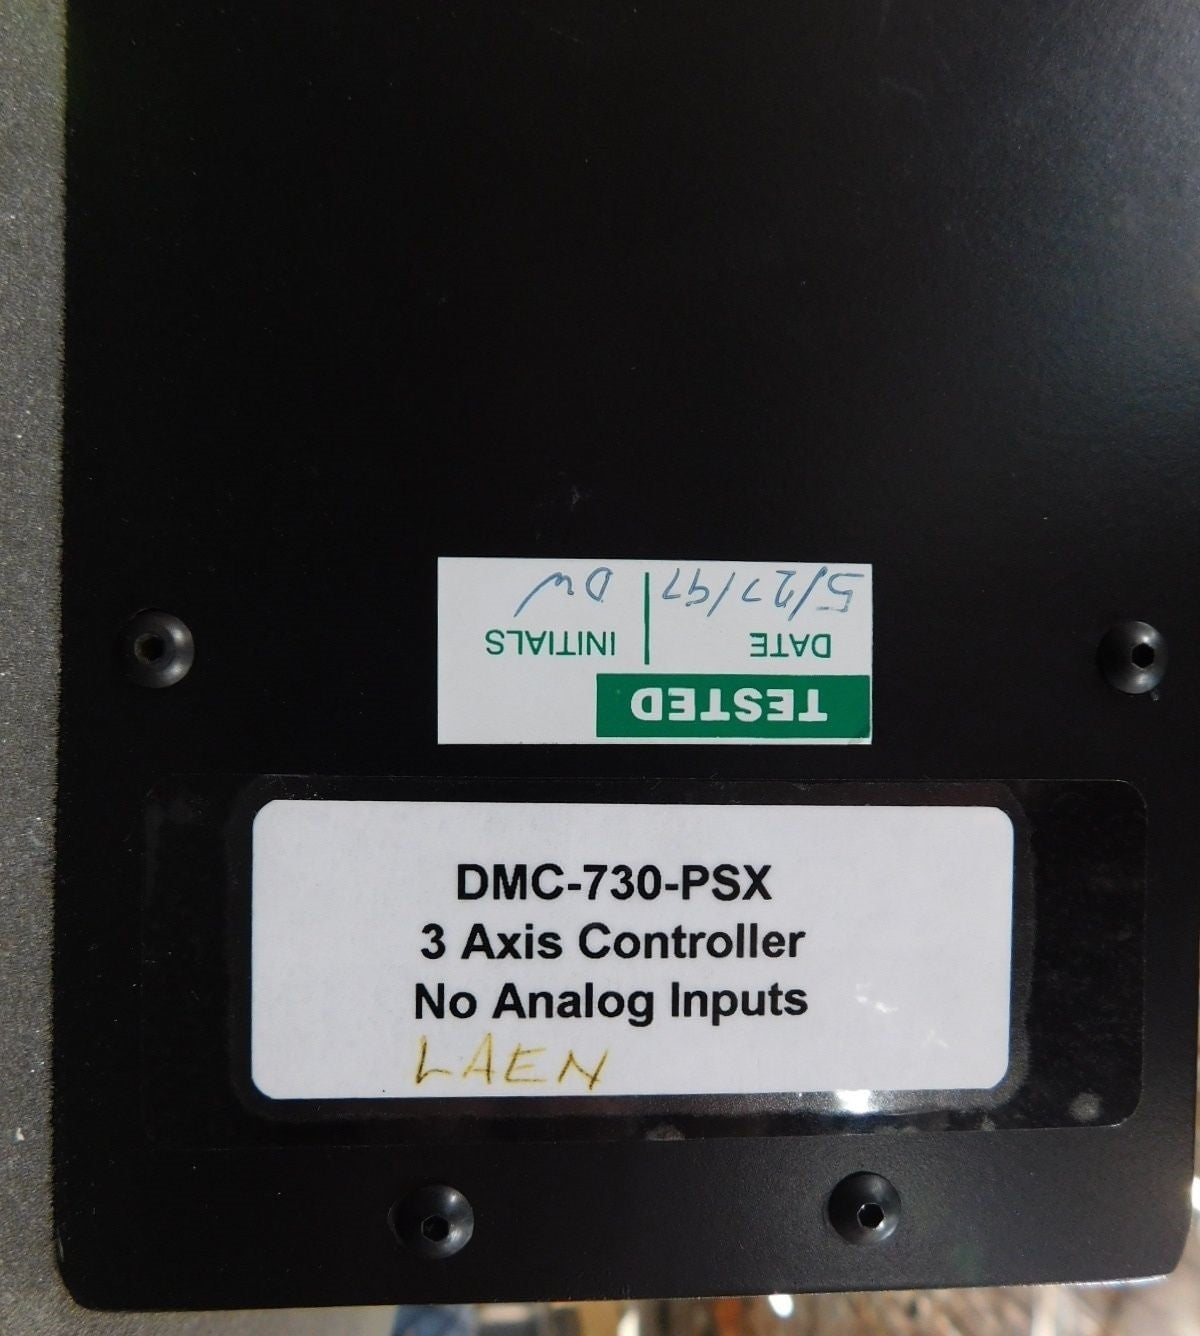 TESTED
DATE INITIALS
5/27/97 DW
DMC-730-PSX
3 Axis Controller
No Analog Inputs
LAEN